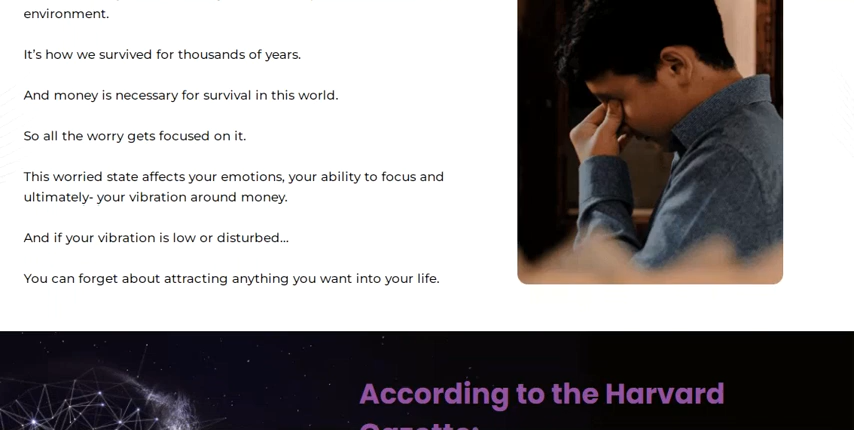 environment.
It’s how we survived for thousands of years.
And money is necessary for survival in this world.
So all the worry gets focused on it.
This worried state affects your emotions, your ability to focus and
ultimately- your vibration around money.
And if your vibration is low or disturbed...
You can forget about attracting anything you want into your life.
According to the Harvard
Gazette: